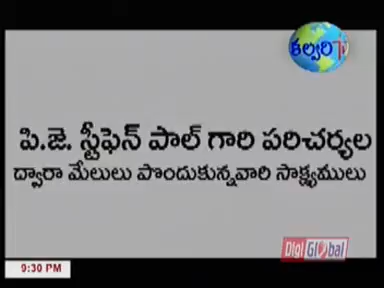 కల్వరి TV
పి.జె. స్టీఫెన్ పాల్ గారి పరిచర్యల
ద్వారా మేలులు పొందుకున్నవారి సాక్ష్యములు
Digi Global
9:30 PM